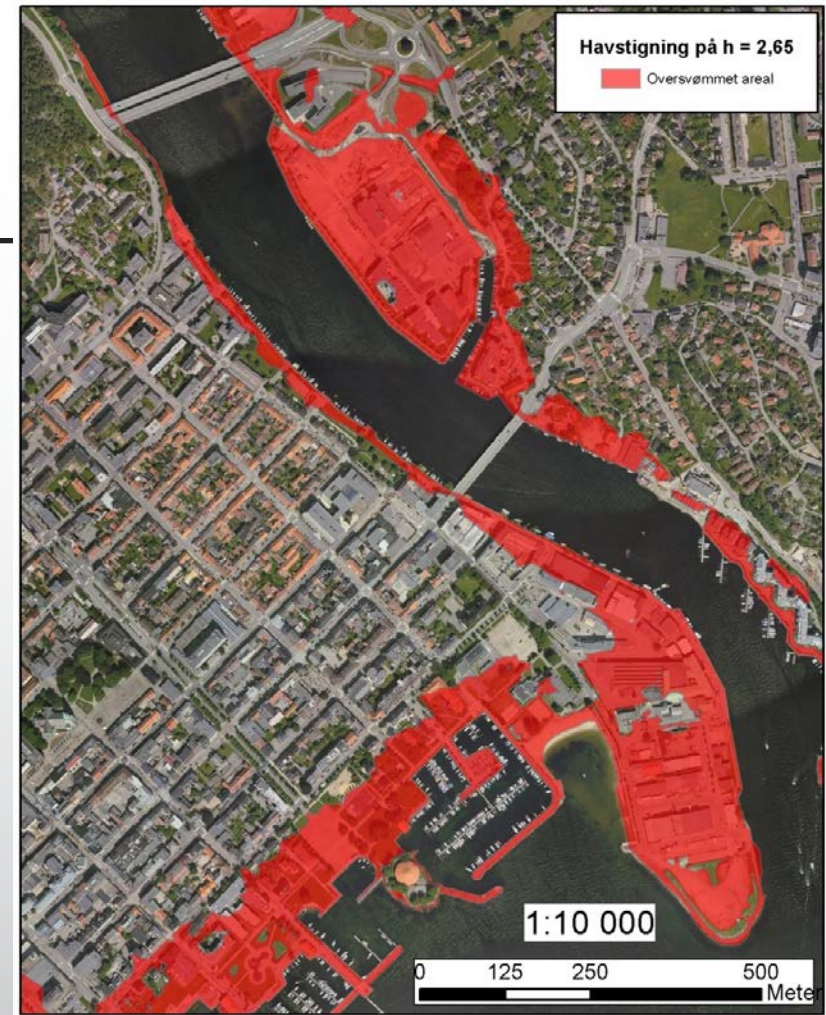 Havstigning på h = 2,65
Oversvømmet areal
1:10 000
0 125 250 500
Meter